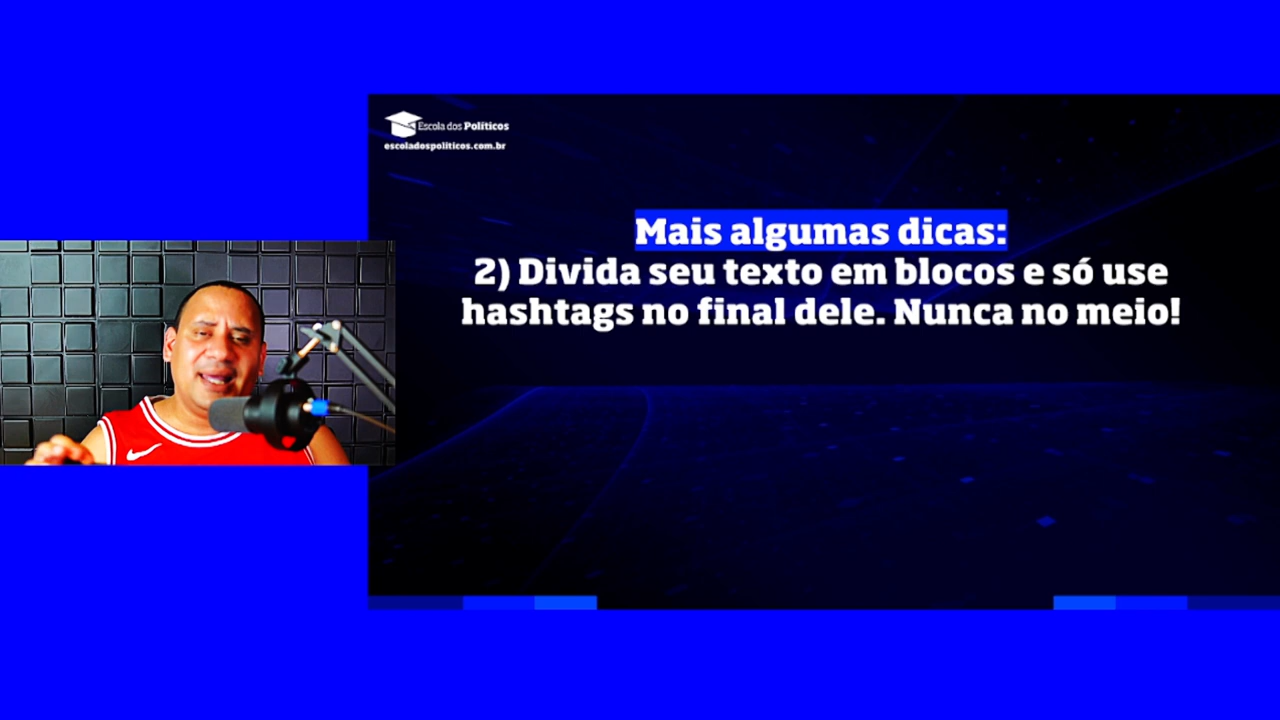 Escola dos Políticos
escoladospoliticos.com.br
Mais algumas dicas:
2) Divida seu texto em blocos e só use
hashtags no final dele. Nunca no meio!